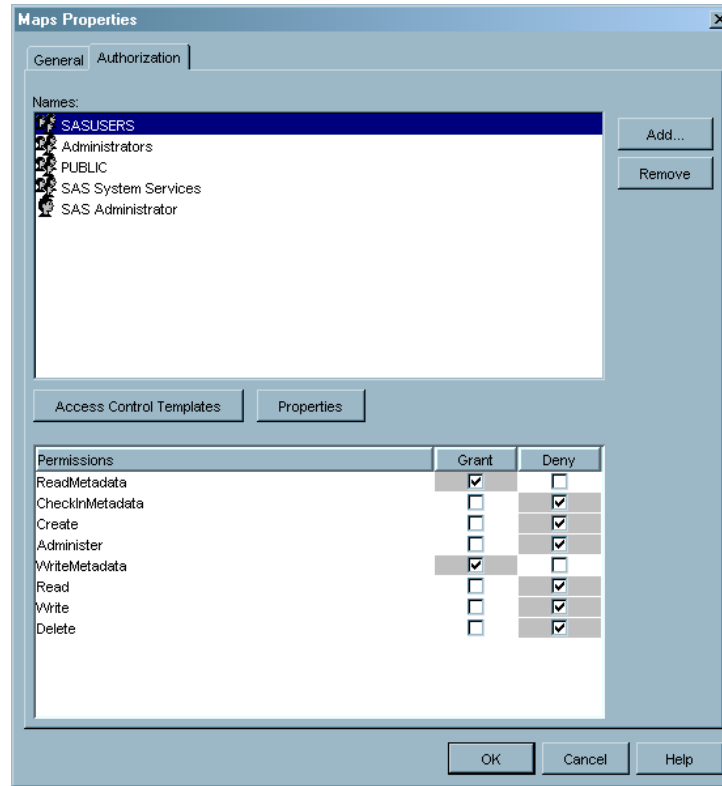 Maps Properties
General Authorization
Names:
SASUSERS
Add...
Administrators
PUBLIC
Remove
SAS System Services
SAS Administrator
Access Control Templates Properties
Permissions Grant Deny
ReadMetadata
CheckInMetadata
Create
Administer
WriteMetadata
Read
Write
Delete
OK Cancel Help